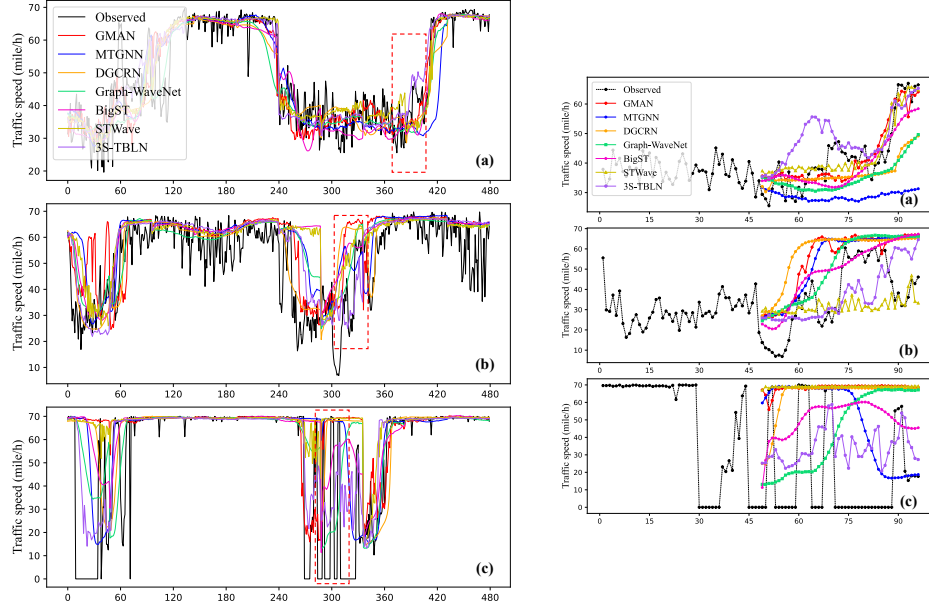 Traffic speed (mile/h)
70
60
50
40
30
20
Observed
GMAN
MTGNN
DGCRN
Graph-WaveNet
BigST
STWave
3S-TBLN
(a)
0 60 120 180 240 300 360 420 480
Traffic speed (mile/h)
70
60
50
40
30
20
10
(b)
0 60 120 180 240 300 360 420 480
Traffic speed (mile/h)
70
60
50
40
30
20
10
0
(c)
0 60 120 180 240 300 360 420 480
Traffic speed (mile/h)
60
50
40
30
Observed
GMAN
MTGNN
DGCRN
Graph-WaveNet
BigST
STWave
3S-TBLN
(a)
0 15 30 45 60 75 90
Traffic speed (mile/h)
70
60
50
40
30
20
10
(b)
0 15 30 45 60 75 90
Traffic speed (mile/h)
70
60
50
40
30
20
10
0
(c)
0 15 30 45 60 75 90